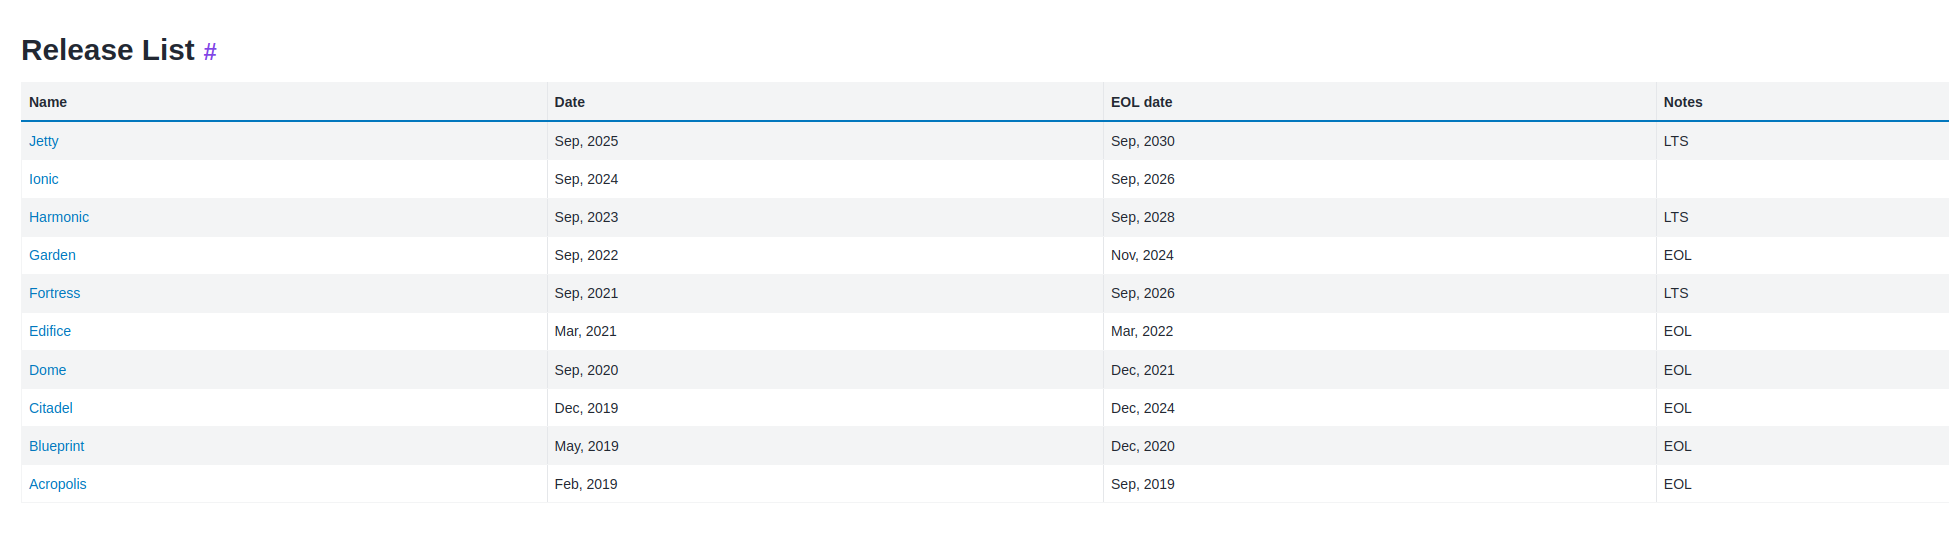 Release List #
Name Date EOL date Notes
Jetty Sep, 2025 Sep, 2030 LTS
Ionic Sep, 2024 Sep, 2026
Harmonic Sep, 2023 Sep, 2028 LTS
Garden Sep, 2022 Nov, 2024 EOL
Fortress Sep, 2021 Sep, 2026 LTS
Edifice Mar, 2021 Mar, 2022 EOL
Dome Sep, 2020 Dec, 2021 EOL
Citadel Dec, 2019 Dec, 2024 EOL
Blueprint May, 2019 Dec, 2020 EOL
Acropolis Feb, 2019 Sep, 2019 EOL